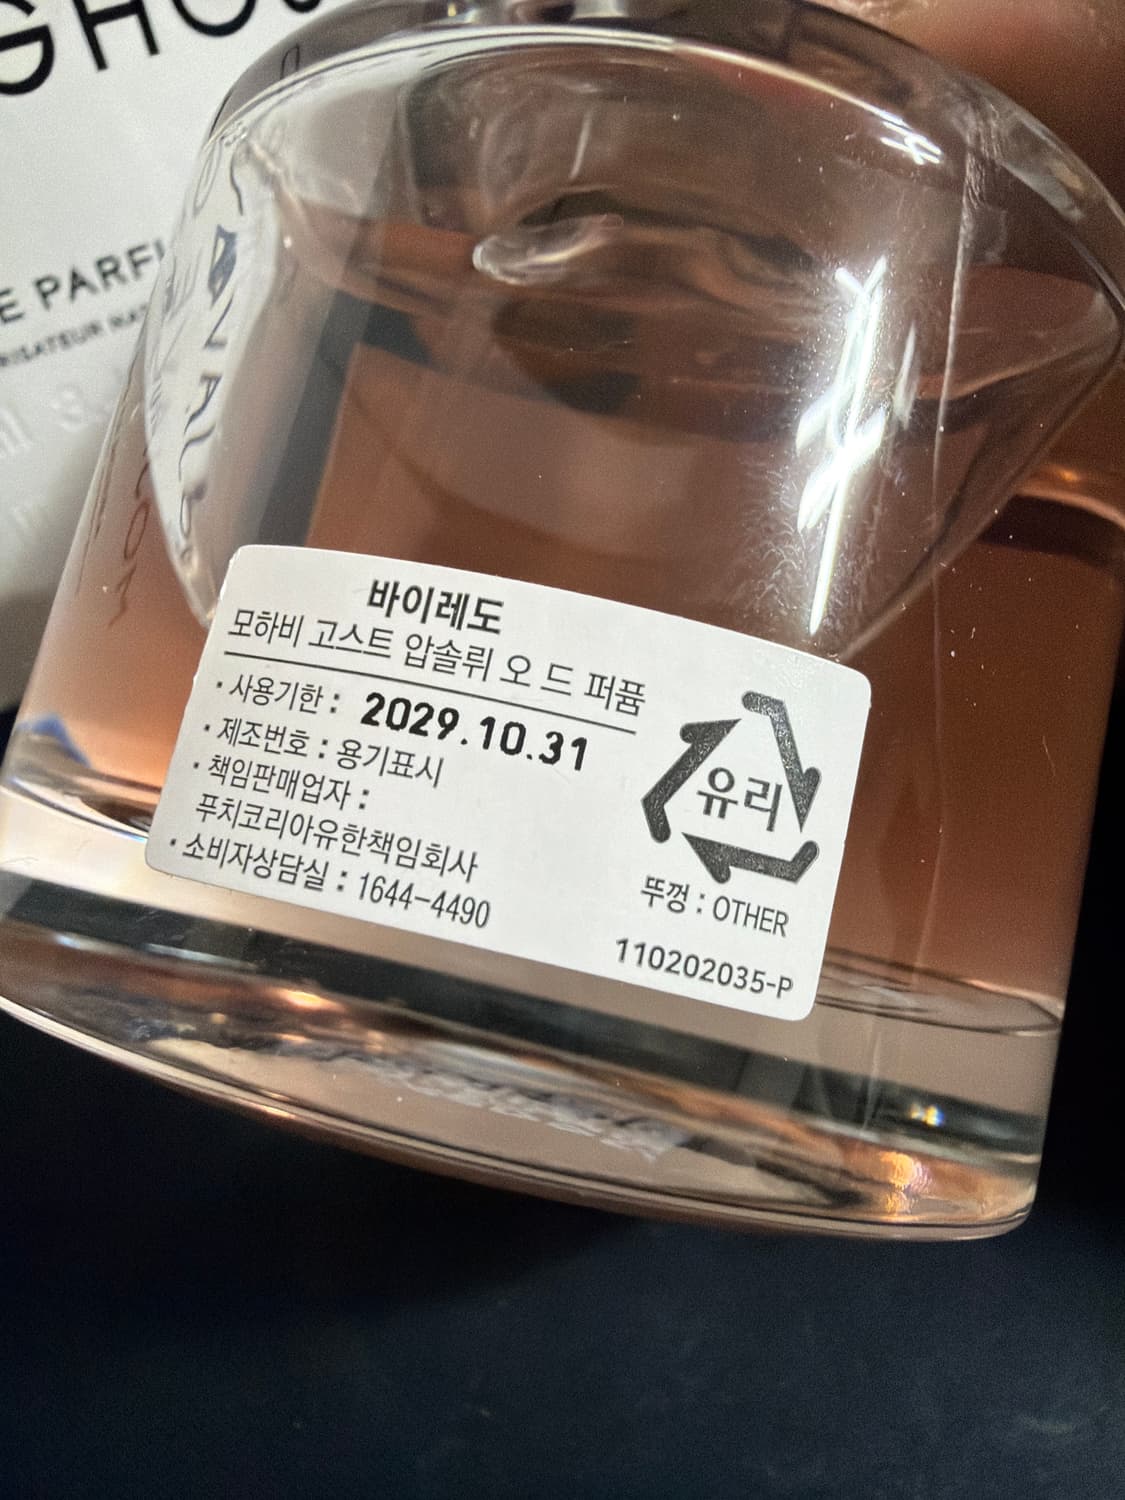 E PARFU
바이레도
모하비 고스트 압솔뤼 오 드 퍼퓸
· 사용기한 : 2029.10.31
· 제조번호 : 용기표시
· 책임판매업자 :
푸치코리아유한책임회사
· 소비자상담실 : 1644-4490
유리
뚜껑 : OTHER
110202035-P